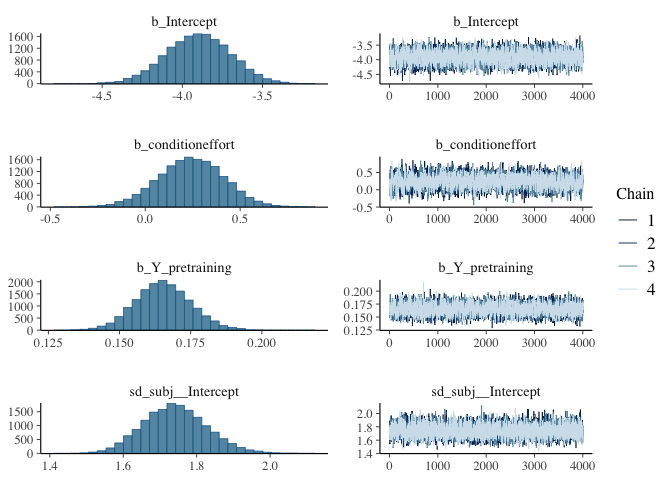 b_Intercept
1600
1200
800
400
0
-4.5 -4.0 -3.5
b_Intercept
-3.5
-4.0
-4.5
0 1000 2000 3000 4000
b_conditioneffort
1600
1200
800
400
0
-0.5 0.0 0.5
b_conditioneffort
0.5
0.0
-0.5
0 1000 2000 3000 4000
b_Y_pretraining
2000
1500
1000
500
0
0.125 0.150 0.175 0.200
b_Y_pretraining
0.200
0.175
0.150
0.125
0 1000 2000 3000 4000
sd_subj__Intercept
1500
1000
500
0
1.4 1.6 1.8 2.0
sd_subj__Intercept
2.0
1.8
1.6
1.4
0 1000 2000 3000 4000
Chain
1
2
3
4